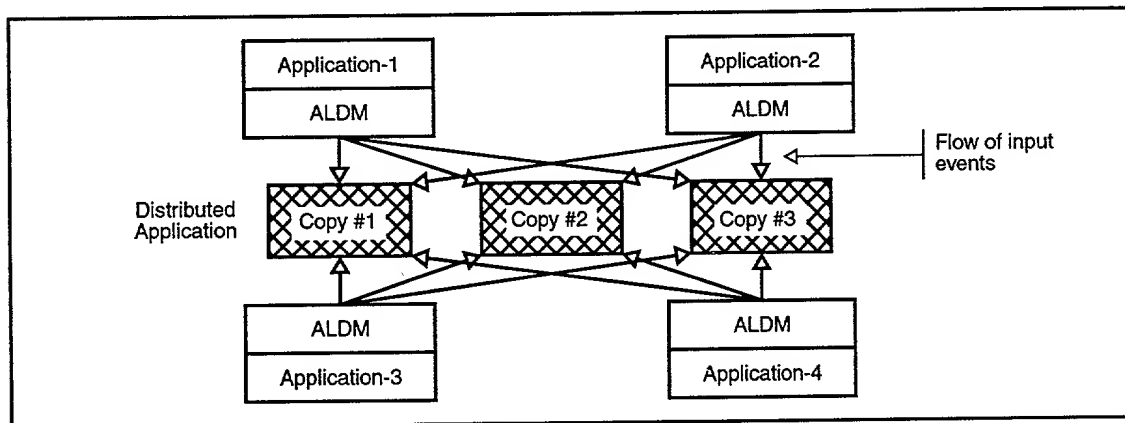 Application-1
ALDM
Application-2
ALDM
Flow of input
events
Distributed
Application
Copy #1
Copy #2
Copy #3
ALDM
Application-3
ALDM
Application-4